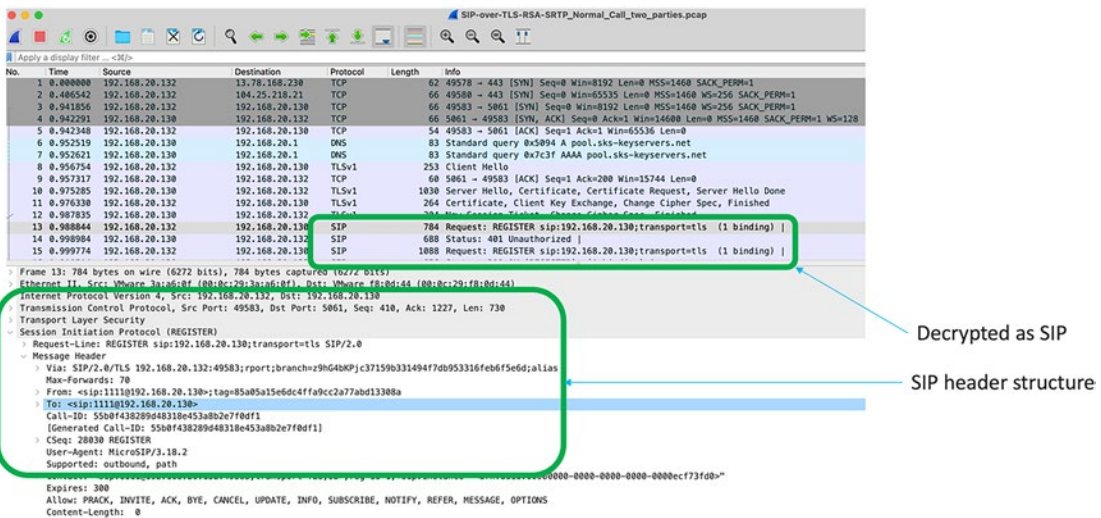 SIP-over-TLS-RSA-SRTP_Normal_Call_two_parties.pcap
Apply a display filter ... <⌘/>
No. Time Source Destination Protocol Length Info
1 0.000000 192.168.20.132 13.78.168.230 TCP 62 49578 → 443 [SYN] Seq=0 Win=8192 Len=0 MSS=1460 SACK_PERM=1
2 0.406542 192.168.20.132 104.25.218.21 TCP 66 49580 → 443 [SYN] Seq=0 Win=65535 Len=0 MSS=1460 WS=256 SACK_PERM=1
3 0.941856 192.168.20.132 192.168.20.130 TCP 66 49583 → 5061 [SYN] Seq=0 Win=8192 Len=0 MSS=1460 WS=256 SACK_PERM=1
4 0.942291 192.168.20.130 192.168.20.132 TCP 66 5061 → 49583 [SYN, ACK] Seq=0 Ack=1 Win=14600 Len=0 MSS=1460 SACK_PERM=1 WS=128
5 0.942348 192.168.20.132 192.168.20.130 TCP 54 49583 → 5061 [ACK] Seq=1 Ack=1 Win=65536 Len=0
6 0.952519 192.168.20.130 192.168.20.1 DNS 83 Standard query 0x5094 A pool.sks-keyservers.net
7 0.952621 192.168.20.130 192.168.20.1 DNS 83 Standard query 0x7c3f AAAA pool.sks-keyservers.net
8 0.956754 192.168.20.132 192.168.20.130 TLSv1 253 Client Hello
9 0.957317 192.168.20.130 192.168.20.132 TCP 60 5061 → 49583 [ACK] Seq=1 Ack=200 Win=15744 Len=0
10 0.975285 192.168.20.130 192.168.20.132 TLSv1 1030 Server Hello, Certificate, Certificate Request, Server Hello Done
11 0.976330 192.168.20.132 192.168.20.130 TLSv1 264 Certificate, Client Key Exchange, Change Cipher Spec, Finished
12 0.987835 192.168.20.130 192.168.20.132 New Session Ticket, Change Cipher Spec, Finished
13 0.988844 192.168.20.132 192.168.20.130 SIP 784 Request: REGISTER sip:192.168.20.130;transport=tls (1 binding) |
14 0.998984 192.168.20.130 192.168.20.132 SIP 688 Status: 401 Unauthorized |
15 0.999774 192.168.20.132 192.168.20.130 SIP 1088 Request: REGISTER sip:192.168.20.130;transport=tls (1 binding) |
Frame 13: 784 bytes on wire (6272 bits), 784 bytes captured (6272 bits)
Ethernet II, Src: VMware_3a:a6:0f (00:0c:29:3a:a6:0f), Dst: VMware_f8:0d:44 (00:0c:29:f8:0d:44)
Internet Protocol Version 4, Src: 192.168.20.132, Dst: 192.168.20.130
Transmission Control Protocol, Src Port: 49583, Dst Port: 5061, Seq: 410, Ack: 1227, Len: 730
Transport Layer Security
Session Initiation Protocol (REGISTER)
Request-Line: REGISTER sip:192.168.20.130;transport=tls SIP/2.0
Message Header
Via: SIP/2.0/TLS 192.168.20.132:49583;rport;branch=z9hG4bKPjc37159b331494f7db953316feb6f5e6d;alias
Max-Forwards: 70
From: <sip:1111@192.168.20.130>;tag=85a05a15e6dc4ffa9cc2a77abd13308a
To: <sip:1111@192.168.20.130>
Call-ID: 55b0f438289d48318e453a8b2e7f0df1
[Generated Call-ID: 55b0f438289d48318e453a8b2e7f0df1]
CSeq: 28030 REGISTER
User-Agent: MicroSIP/3.18.2
Supported: outbound, path
Expires: 300
Allow: PRACK, INVITE, ACK, BYE, CANCEL, UPDATE, INFO, SUBSCRIBE, NOTIFY, REFER, MESSAGE, OPTIONS
Content-Length: 0
Decrypted as SIP
SIP header structure